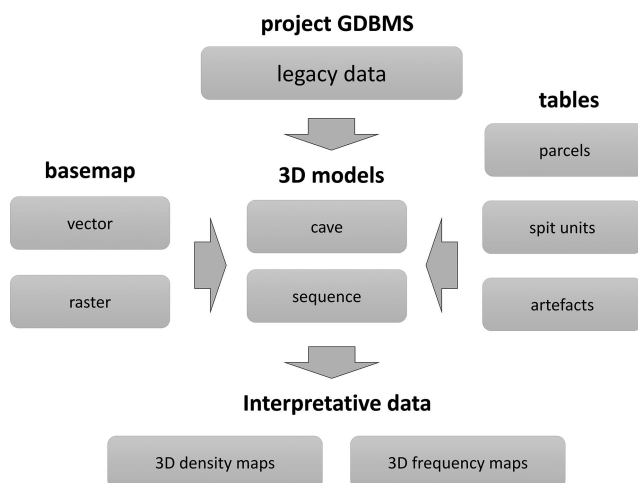 project GDBMS
legacy data
tables
parcels
basemap
3D models
vector
cave
spit units
raster
sequence
artefacts
Interpretative data
3D density maps
3D frequency maps